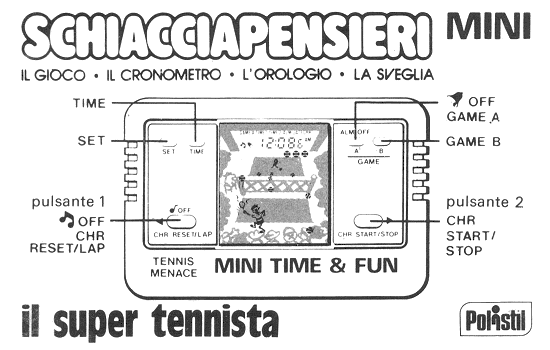 SCHIACCIAPENSIERI MINI
IL GIOCO • IL CRONOMETRO • L'OROLOGIO • LA SVEGLIA
TIME
OFF
GAME A
SET
GAME B
SET TIME
ALM OFF
A B
GAME
12:08
pulsante 1
OFF
CHR
RESET/LAP
pulsante 2
CHR
START/
STOP
OFF
CHR RESET/LAP
CHR START/STOP
TENNIS
MENACE
MINI TIME & FUN
il super tennista
Polistil